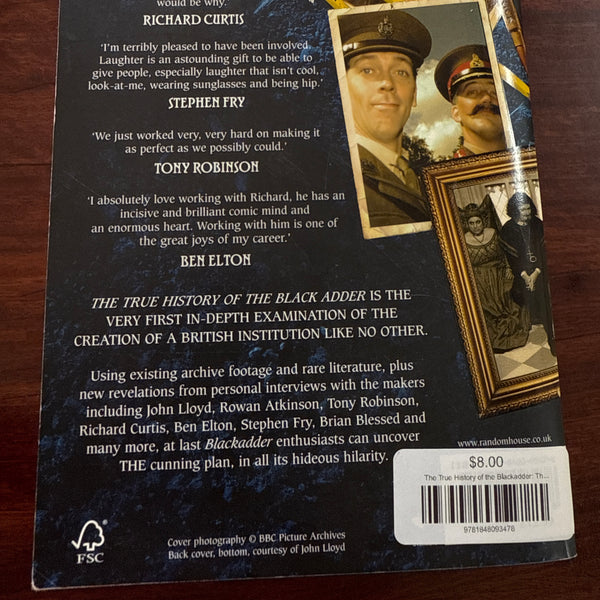 would be why.'
RICHARD CURTIS
'I'm terribly pleased to have been involved.
Laughter is an astounding gift to be able to
give people, especially laughter that isn't cool,
look-at-me, wearing sunglasses and being hip.'
STEPHEN FRY
'We just worked very, very hard on making it
as perfect as we possibly could.'
TONY ROBINSON
'I absolutely love working with Richard, he has an
incisive and brilliant comic mind and
an enormous heart. Working with him is one of
the great joys of my career.'
BEN ELTON
THE TRUE HISTORY OF THE BLACK ADDER IS THE
VERY FIRST IN-DEPTH EXAMINATION OF THE
CREATION OF A BRITISH INSTITUTION LIKE NO OTHER.
Using existing archive footage and rare literature, plus
new revelations from personal interviews with the makers
including John Lloyd, Rowan Atkinson, Tony Robinson,
Richard Curtis, Ben Elton, Stephen Fry, Brian Blessed and
many more, at last Blackadder enthusiasts can uncover
THE cunning plan, in all its hideous hilarity.
www.randomhouse.co.uk
$8.00
The True History of the Blackadder: Th...
9781848093478
FSC
Cover photography © BBC Picture Archives
Back cover, bottom, courtesy of John Lloyd